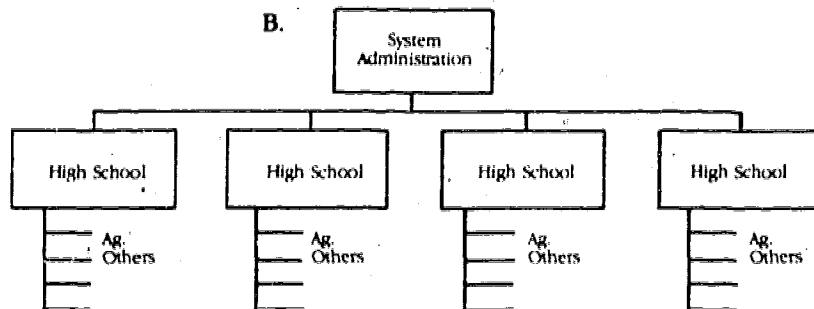 B.
System
Administration
High School
High School
High School
High School
Ag.
Others
Ag.
Others
Ag.
Others
Ag.
Others